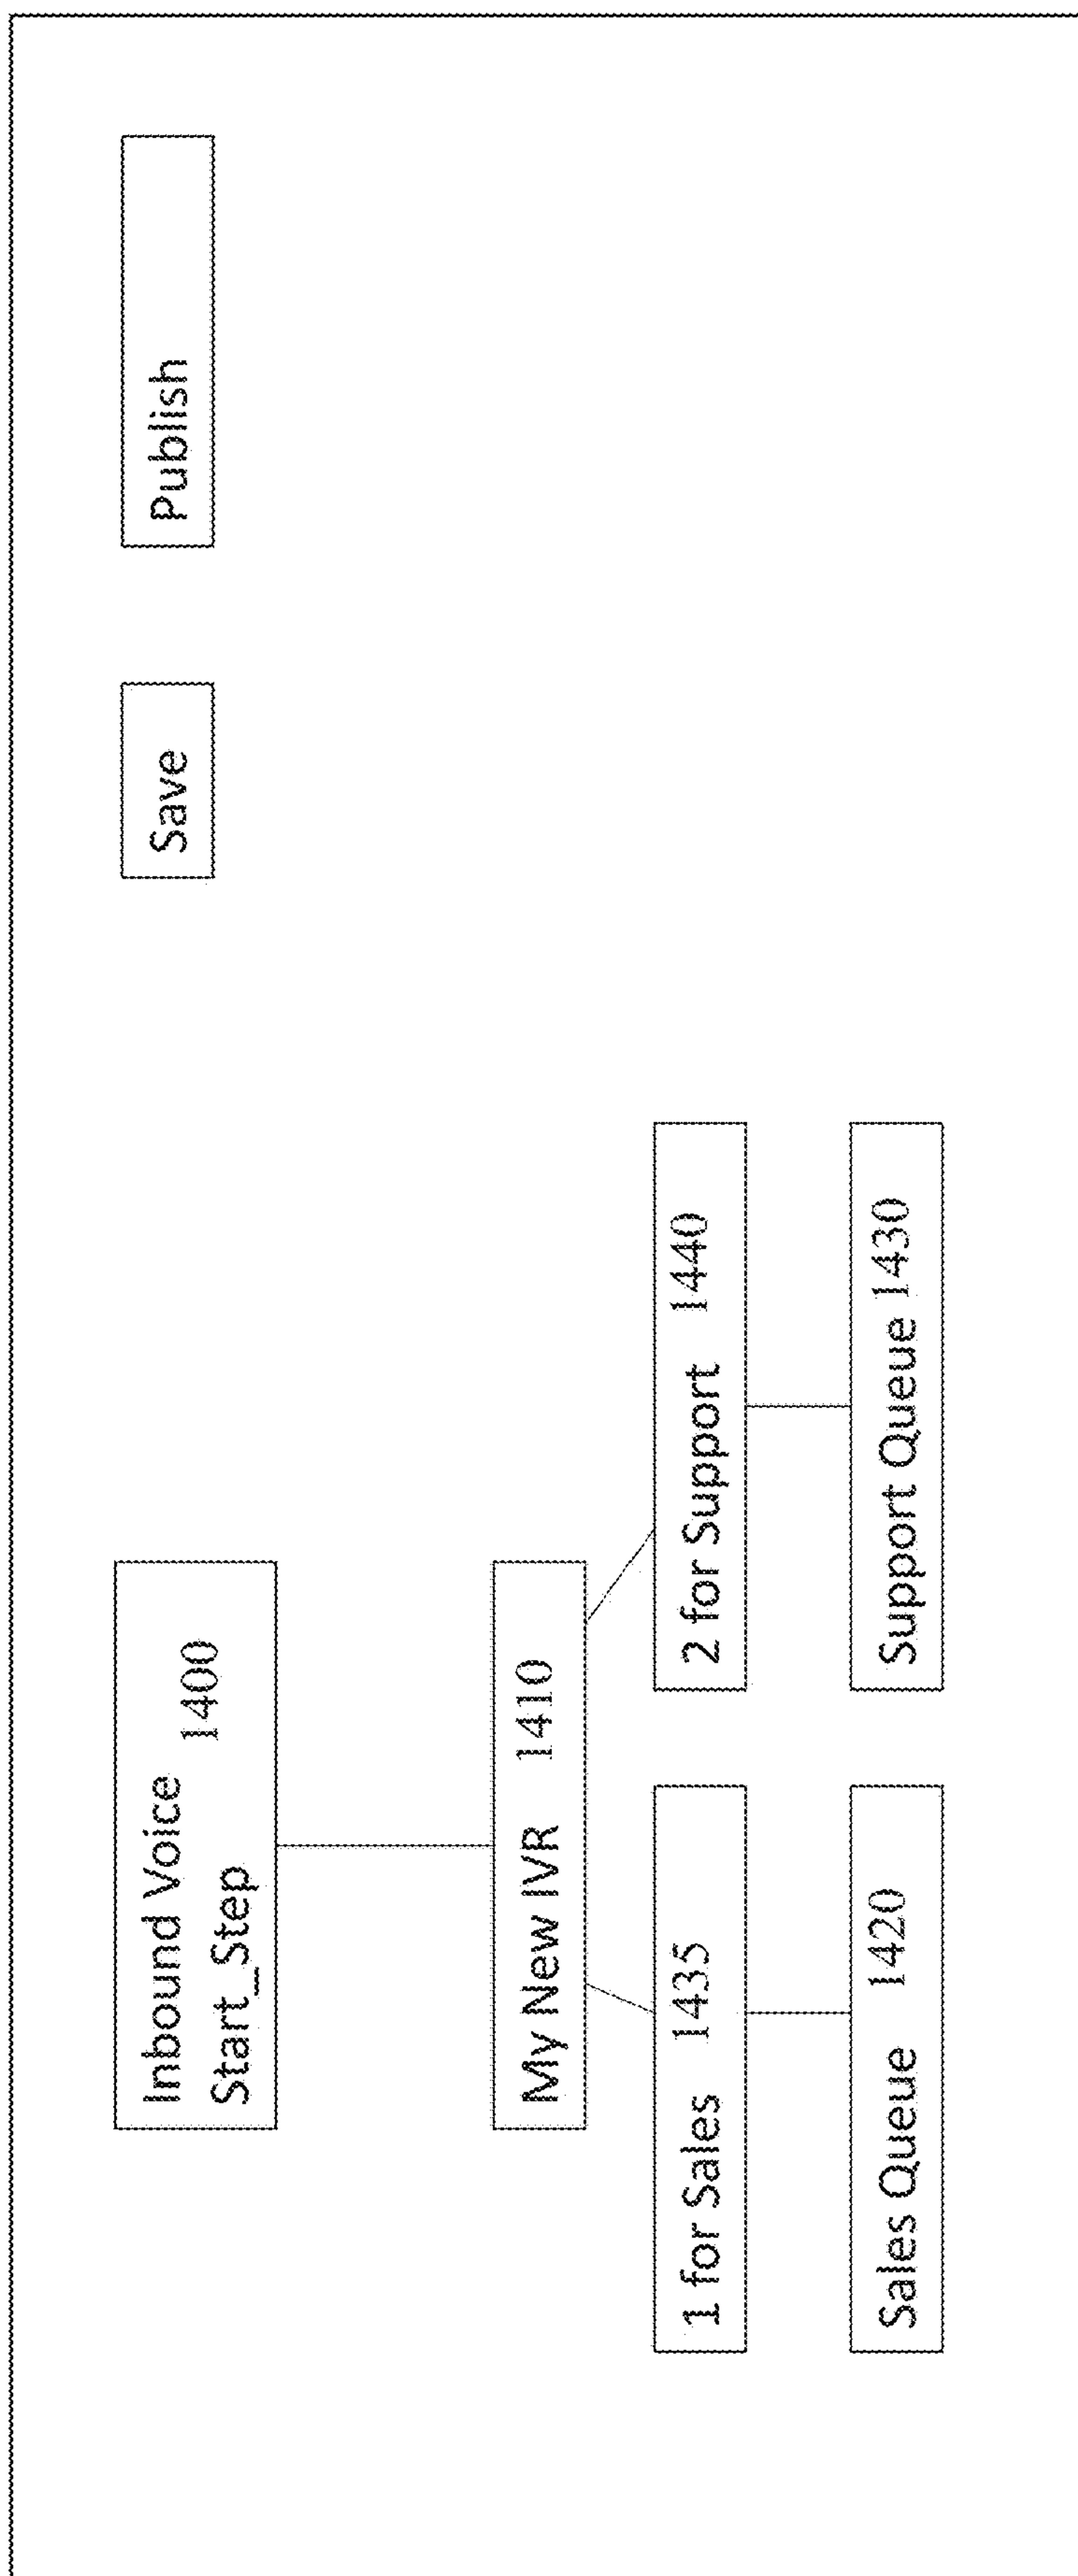 Inbound Voice
Start_Step 1400
Save
Publish
My New IVR 1410
1 for Sales 1435
2 for Support 1440
Sales Queue 1420
Support Queue 1430